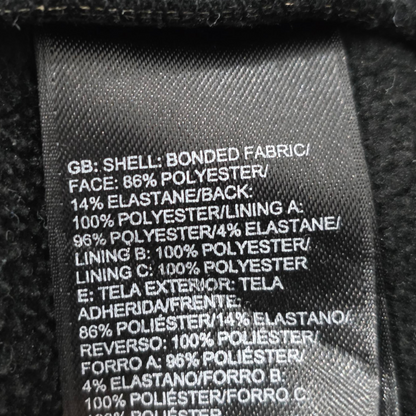 GB: SHELL: BONDED FABRIC/
FACE: 86% POLYESTER/
14% ELASTANE/BACK:
100% POLYESTER/LINING A:
96% POLYESTER/4% ELASTANE/
LINING B: 100% POLYESTER/
LINING C: 100% POLYESTER
E: TELA EXTERIOR: TELA
ADHERIDA/FRENTE:
86% POLIÉSTER/14% ELASTANO/
REVERSO: 100% POLIÉSTER/
FORRO A: 96% POLIÉSTER/
4% ELASTANO/FORRO B:
100% POLIÉSTER/FORRO C:
100% POLIÉSTER